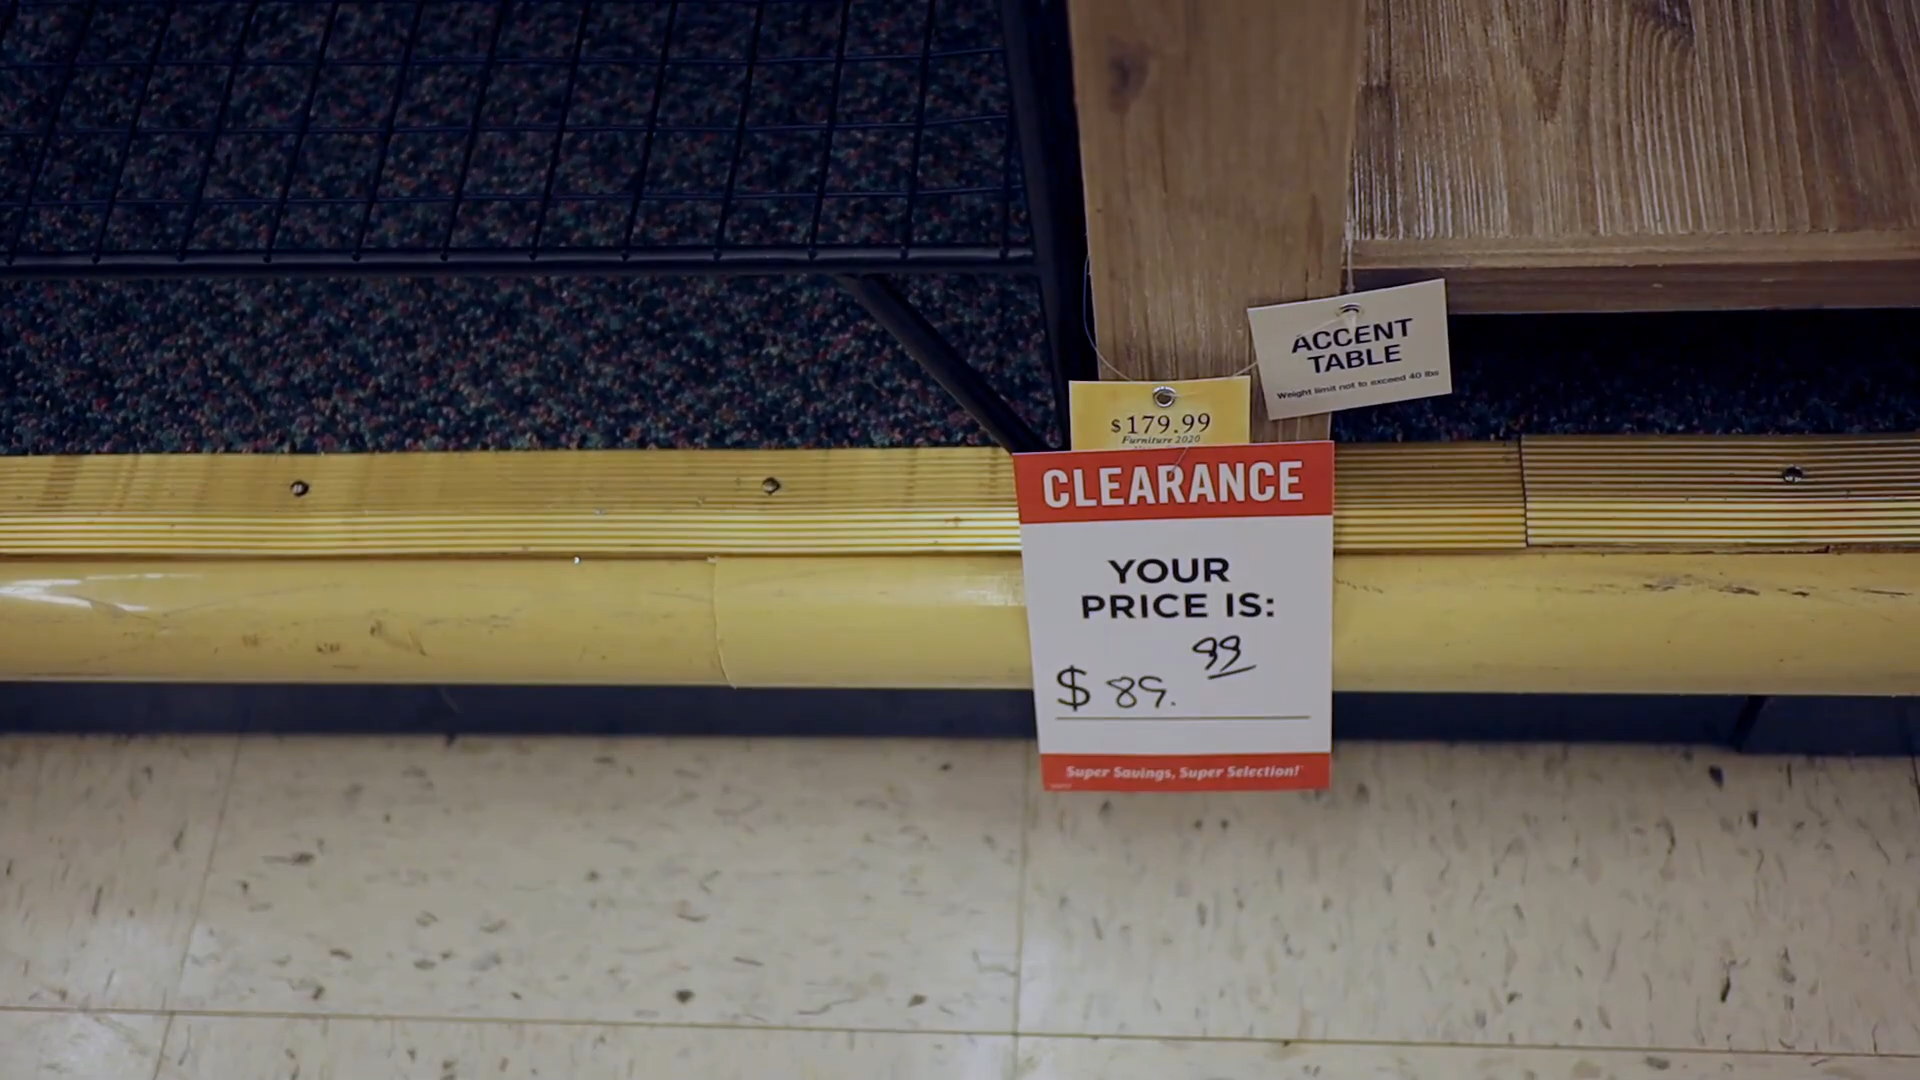 ACCENT
TABLE
Weight limit not to exceed 40 lbs
$179.99
Furniture 2020
CLEARANCE
YOUR
PRICE IS:
$ 89.99
Super Savings, Super Selection!